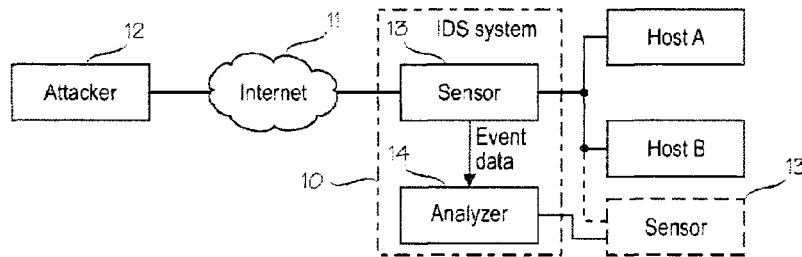 12
11
13
IDS system
Host A
Attacker
Internet
Sensor
Event
data
14
Host B
13
10
Analyzer
Sensor